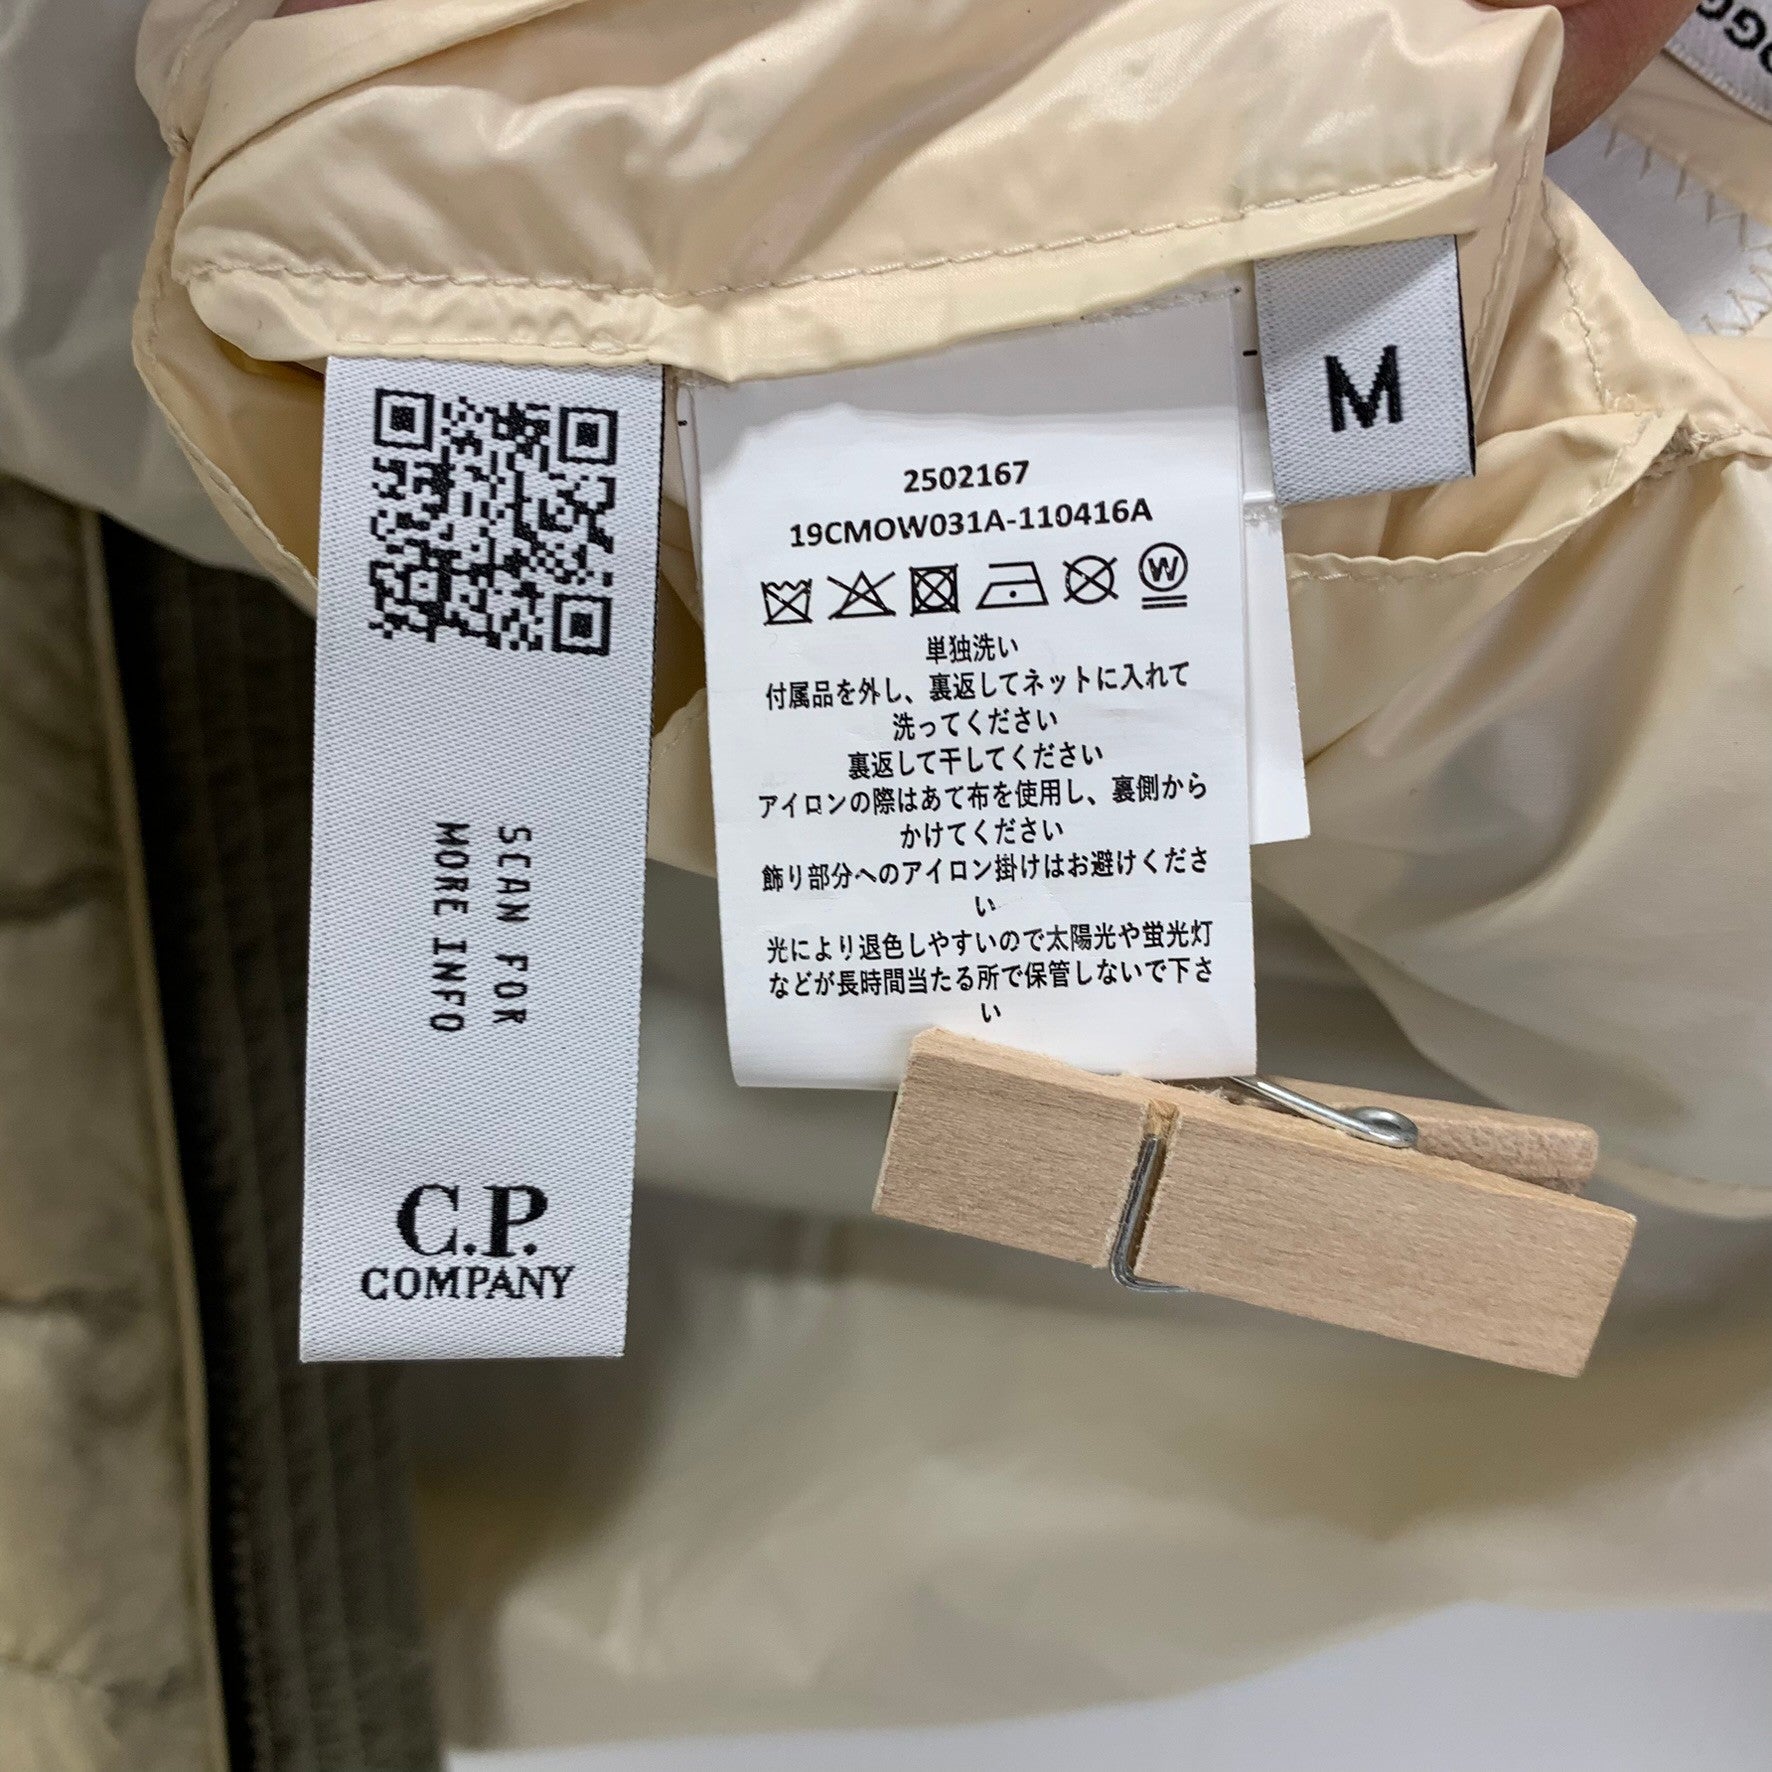 SCAN FOR
MORE INFO
C.P.
COMPANY
2502167
19CMOW031A-110416A
W
単独洗い
付属品を外し、裏返してネットに入れて
洗ってください
裏返して干してください
アイロンの際はあて布を使用し、裏側から
かけてください
飾り部分へのアイロン掛けはお避けくださ
い
光により退色しやすいので太陽光や蛍光灯
などが長時間当たる所で保管しないで下さ
い
M